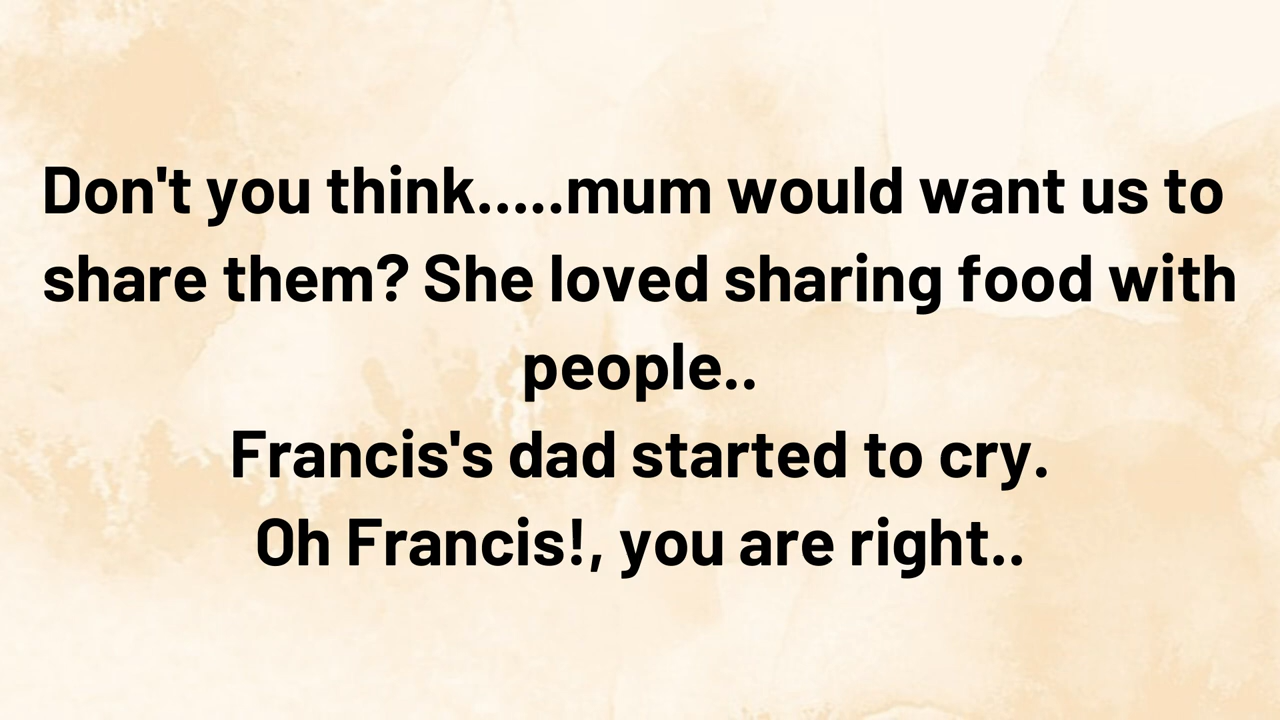 Don't you think.....mum would want us to
share them? She loved sharing food with
people..
Francis's dad started to cry.
Oh Francis!, you are right..